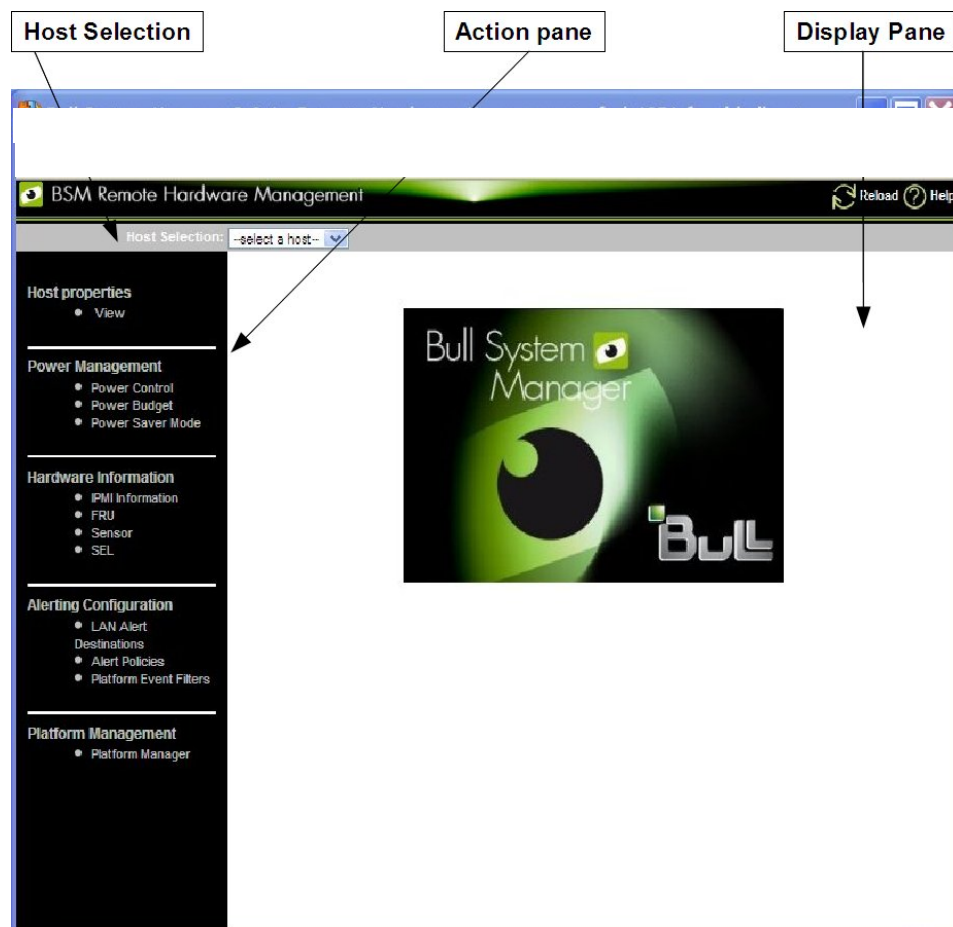 Host Selection
Action pane
Display Pane
BSM Remote Hardware Management
Reload
Help
Host Selection:
--select a host--
Host properties
View
Power Management
Power Control
Power Budget
Power Saver Mode
Hardware Information
IPMI Information
FRU
Sensor
SEL
Alerting Configuration
LAN Alert
Destinations
Alert Policies
Platform Event Filters
Platform Management
Platform Manager
Bull System
Manager
Bull